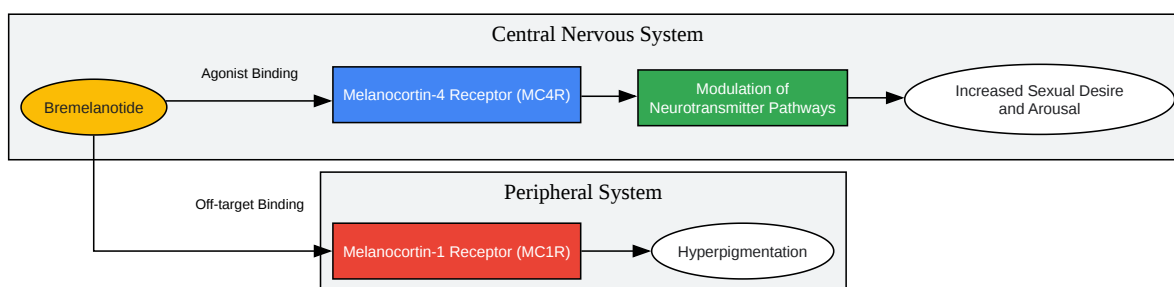 Central Nervous System
Bremelanotide
Agonist Binding
Melanocortin-4 Receptor (MC4R)
Modulation of
Neurotransmitter Pathways
Increased Sexual Desire
and Arousal
Off-target Binding
Peripheral System
Melanocortin-1 Receptor (MC1R)
Hyperpigmentation